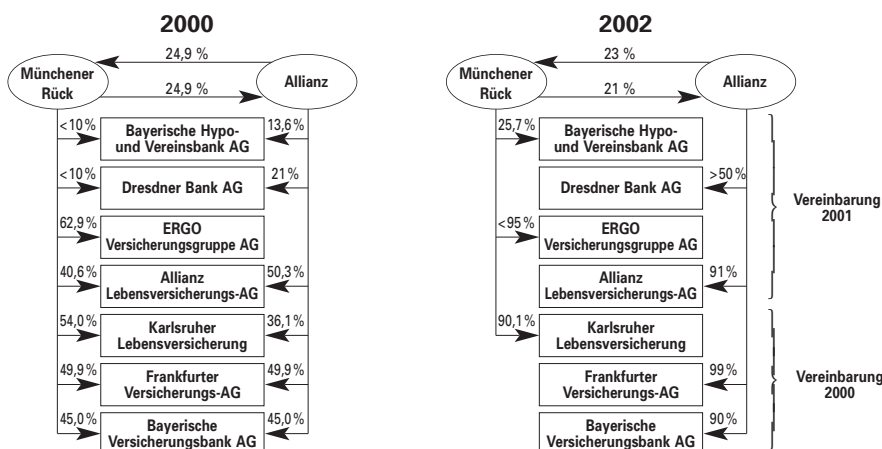 2000
24,9 %
Münchener
Rück
Allianz
24,9 %
<10 %
Bayerische Hypo-
und Vereinsbank AG
13,6 %
<10 %
Dresdner Bank AG
21 %
62,9 %
ERGO
Versicherungsgruppe AG
40,6 %
Allianz
Lebensversicherungs-AG
50,3 %
54,0 %
Karlsruher
Lebensversicherung
36,1 %
49,9 %
Frankfurter
Versicherungs-AG
49,9 %
45,0 %
Bayerische
Versicherungsbank AG
45,0 %
2002
23 %
Münchener
Rück
Allianz
21 %
25,7 %
Bayerische Hypo-
und Vereinsbank AG
Dresdner Bank AG
>50 %
<95 %
ERGO
Versicherungsgruppe AG
Allianz
Lebensversicherungs-AG
91 %
Vereinbarung
2001
90,1 %
Karlsruher
Lebensversicherung
Frankfurter
Versicherungs-AG
99 %
Bayerische
Versicherungsbank AG
90 %
Vereinbarung
2000